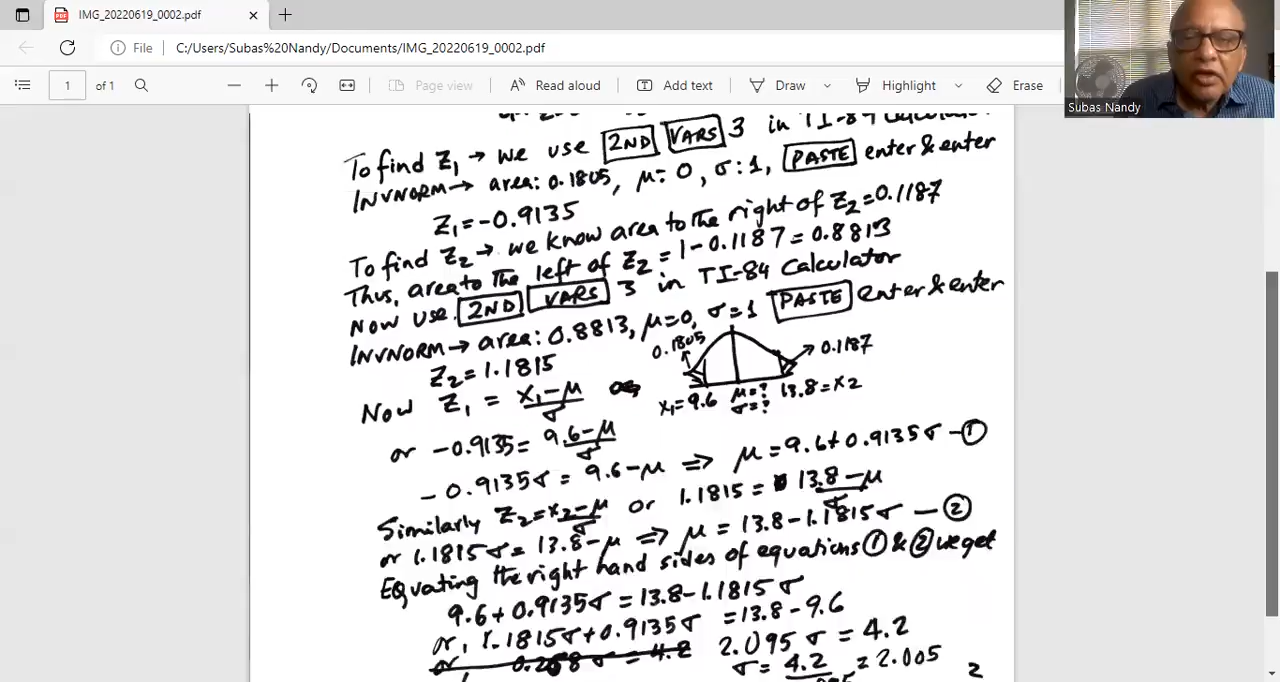 IMG_20220619_0002.pdf
File C:/Users/Subas%20Nandy/Documents/IMG_20220619_0002.pdf
1 of 1 Page view Read aloud Add text Draw Highlight Erase
Subas Nandy
3 in TI-84 Calculator
To find Z₁ → we use 2ND VARS
INVNORM → area: 0.1805, μ: 0, σ: 1, PASTE enter & enter
Z₁ = -0.9135
To find Z₂ → we know area to the right of Z₂ = 0.1187
Thus, area to the left of Z₂ = 1 - 0.1187 = 0.8813
Now use 2ND VARS 3 in TI-84 Calculator
INVNORM → area: 0.8813, μ=0, σ=1 PASTE enter & enter
Z₂ = 1.1815
0.1805
0.1187
x₁=9.6 μ=? 13.8=x₂
σ=?
Now Z₁ = x₁-μ/σ
or -0.9135 = 9.6-μ/σ
-0.9135σ = 9.6-μ ⇒ μ = 9.6+0.9135σ -①
Similarly Z₂ = x₂-μ/σ or 1.1815 = 13.8-μ/σ
or 1.1815σ = 13.8-μ ⇒ μ = 13.8-1.1815σ -②
Equating the right hand sides of equations ① & ② we get
9.6+0.9135σ = 13.8-1.1815σ
or, 1.1815σ+0.9135σ = 13.8-9.6
2.095σ = 4.2
σ = 4.2 = 2.005
2